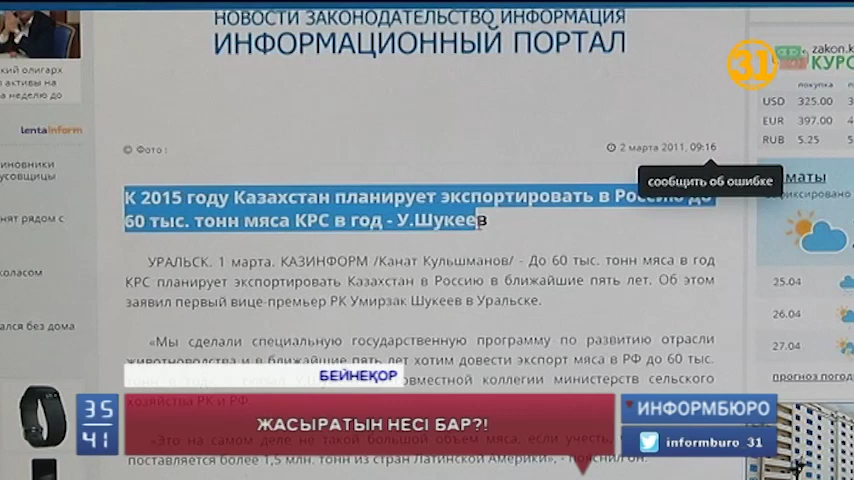 НОВОСТИ ЗАКОНОДАТЕЛЬСТВО ИНФОРМАЦИЯ
ИНФОРМАЦИОННЫЙ ПОРТАЛ
31
zakon.k
КУРС
покупка
USD 325.00
EUR 397.00
RUB 5.25
кий олигарх
активы на
а неделю до
lentainform
иновники
усовщицы
нят рядом с
коласом
ался без дома
© Фото :
2 марта 2011, 09:16
сообщить об ошибке
маты
фиксировано
К 2015 году Казахстан планирует экспортировать в Россию до
60 тыс. тонн мяса КРС в год - У.Шукеев
УРАЛЬСК. 1 марта. КАЗИНФОРМ /Канат Кульшманов/ - До 60 тыс. тонн мяса в год
КРС планирует экспортировать Казахстан в Россию в ближайшие пять лет. Об этом
заявил первый вице-премьер РК Умирзак Шукеев в Уральске.
«Мы сделали специальную государственную программу по развитию отрасли
животноводства и в ближайшие пять лет хотим довести экспорт мяса в РФ до 60 тыс.
совместной коллегии министерств сельского
хозяйства РК и РФ.
«Это на самом деле не такой большой объем мяса, если учесть,
поставляется более 1,5 млн. тонн из стран Латинской Америки», - пояснил он.
25.04
26.04
27.04
прогноз погод
БЕЙНЕҚОР
35
41
ЖАСЫРАТЫН НЕСІ БАР?!
ИНФОРМБЮРО
informburo 31